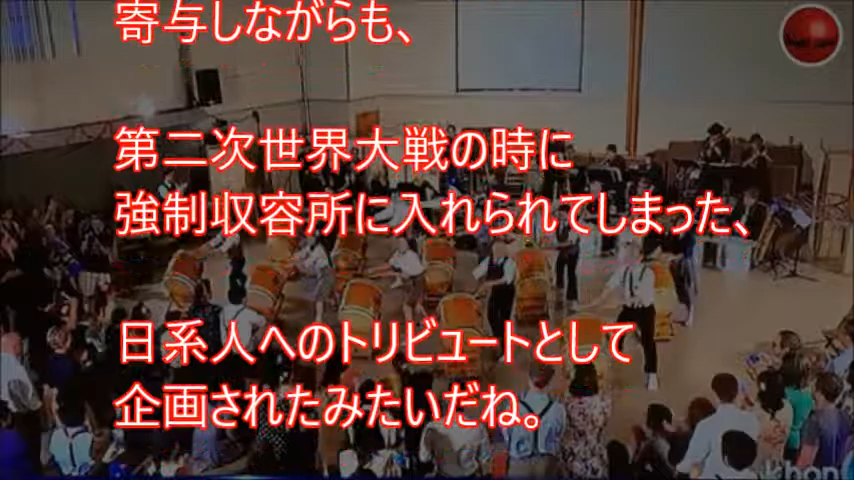 寄与しながらも、
第二次世界大戦の時に
強制収容所に入れられてしまった、
日系人へのトリビュートとして
企画されたみたいだね。
khon